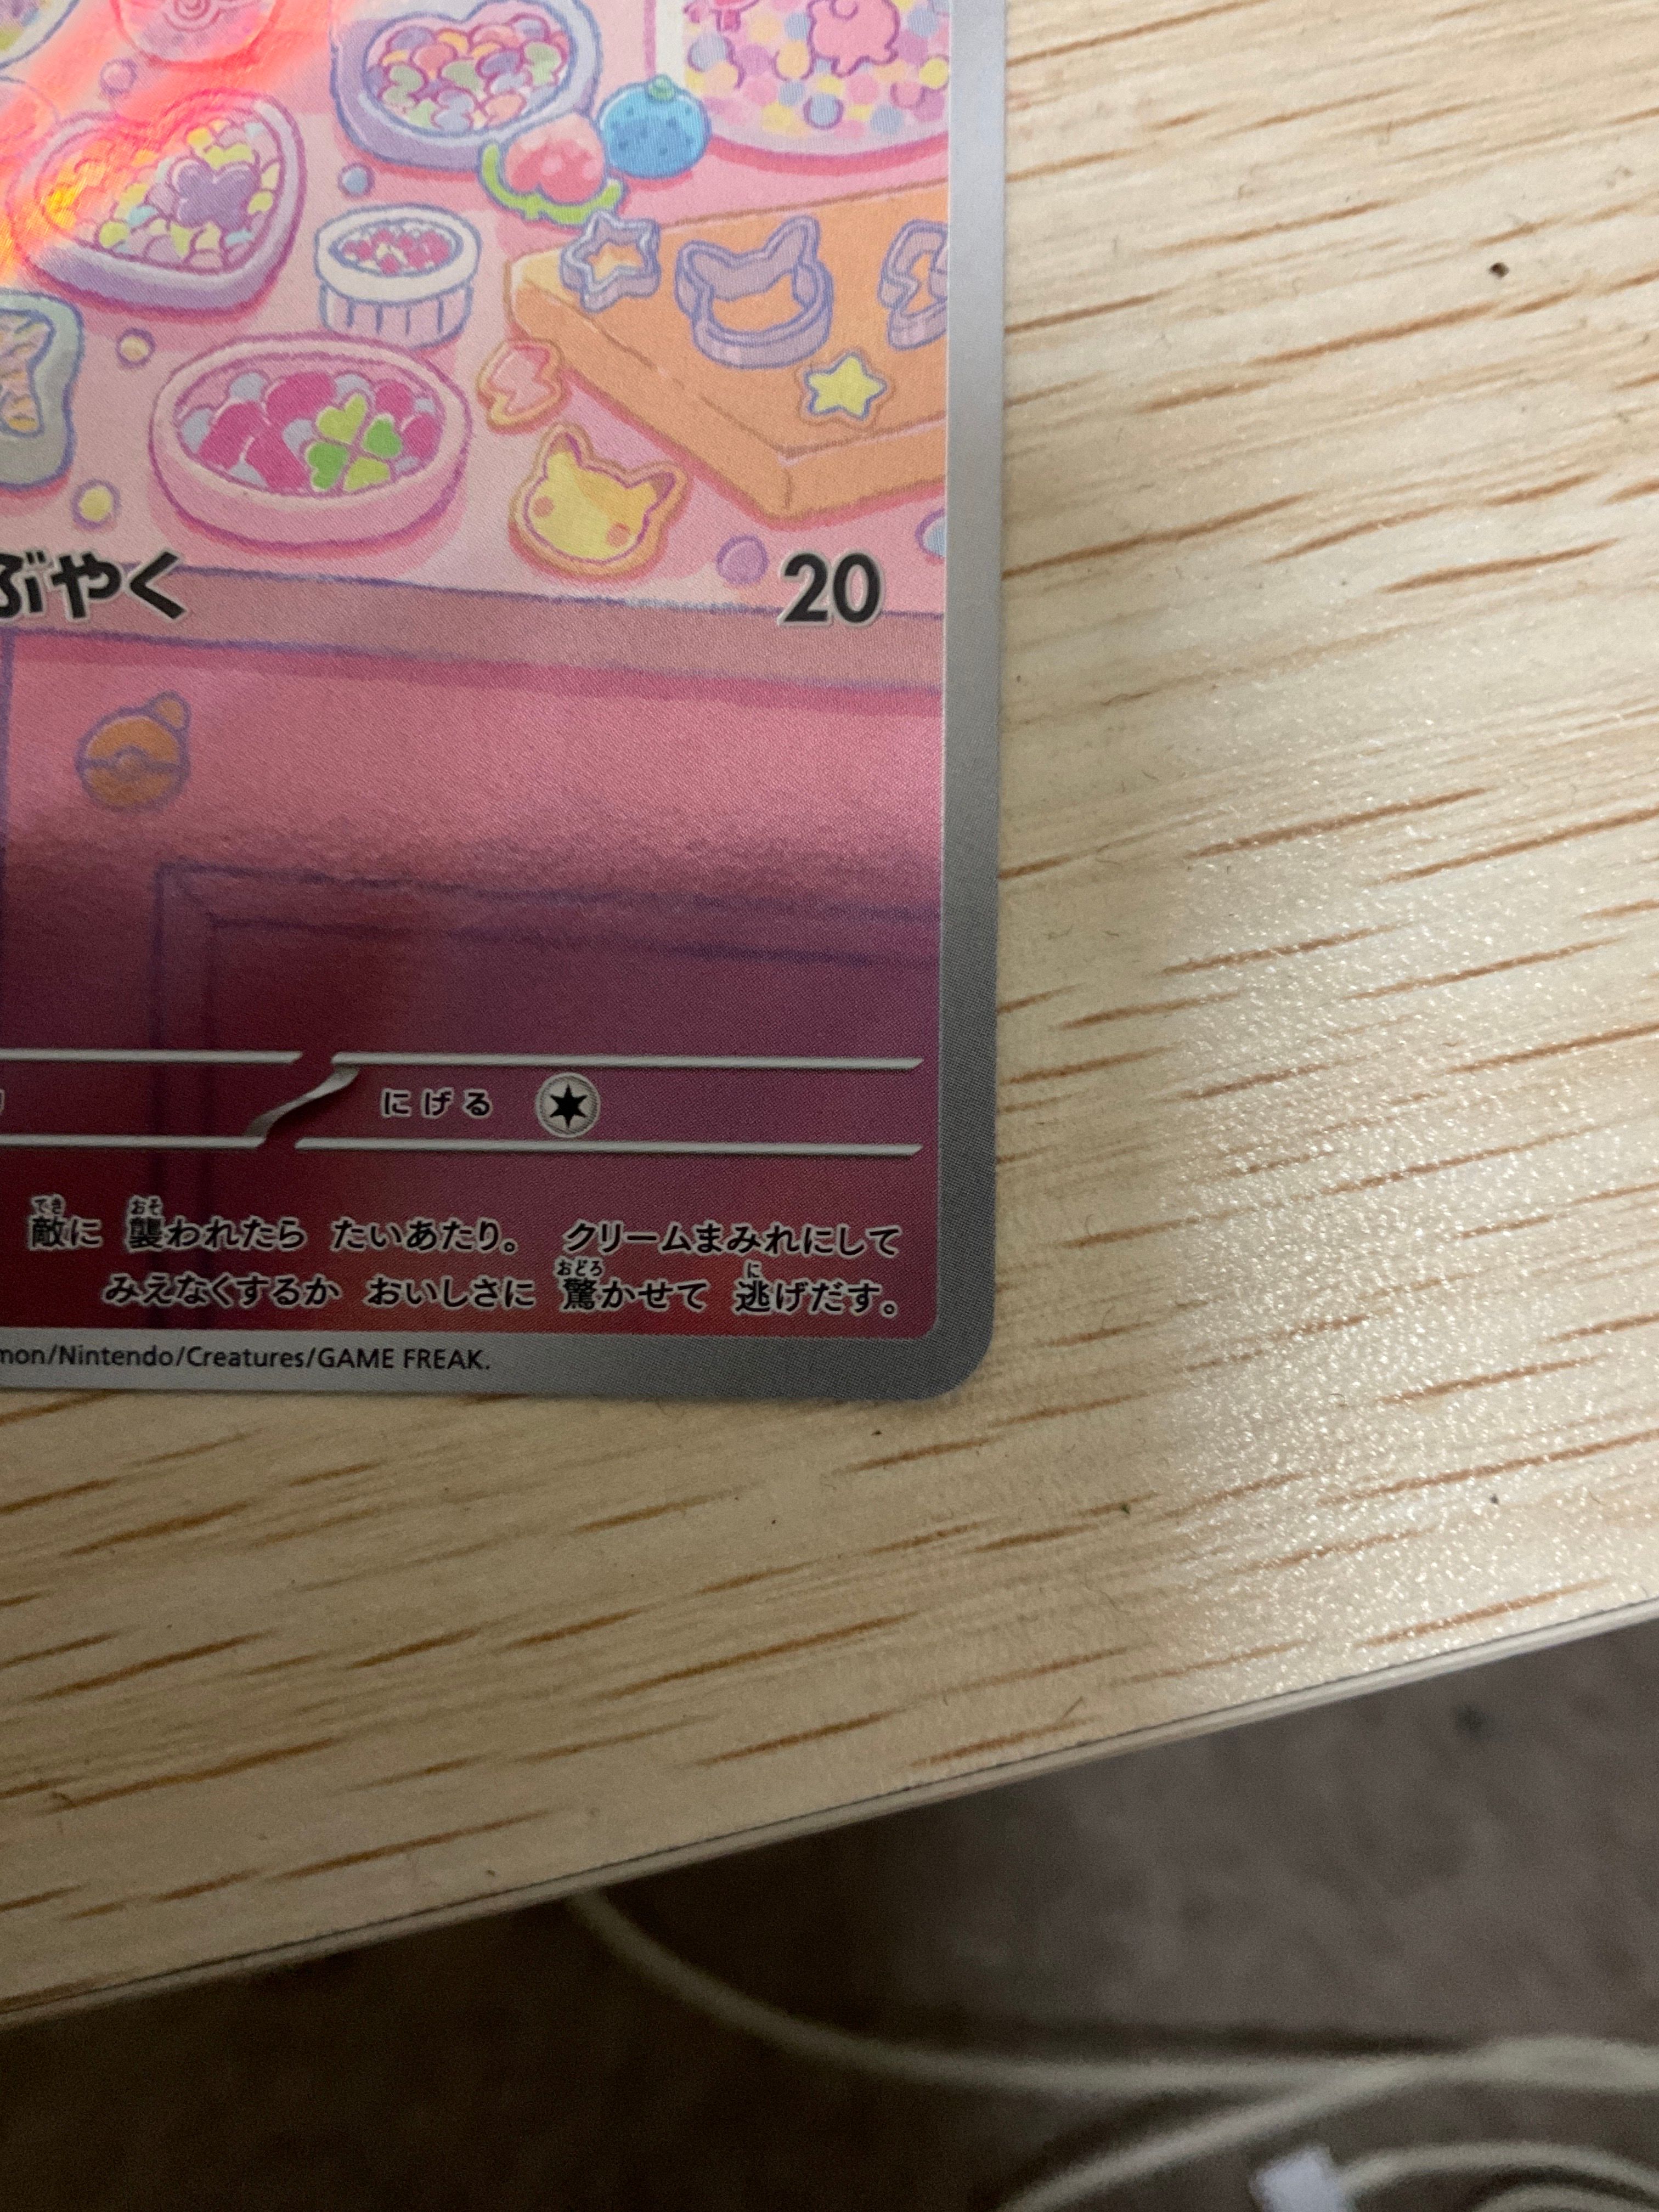 ぶやく 20
にげる
敵に 襲われたら たいあたり。 クリームまみれにして
みえなくするか おいしさに 驚かせて 逃げだす。
mon/Nintendo/Creatures/GAME FREAK.